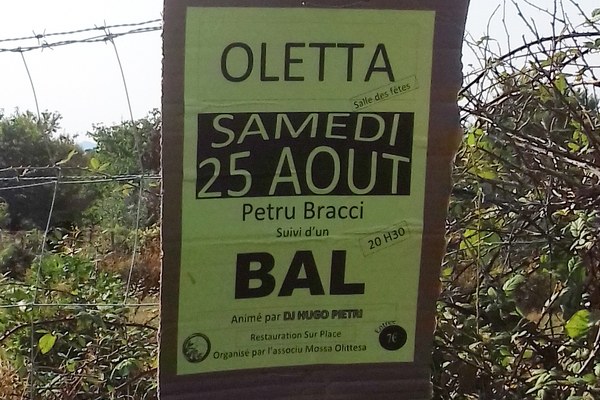 OLETTA
Salle des fêtes
SAMEDI
25 AOUT
Petru Bracci
Suivi d'un
20 H30
BAL
Animé par DJ HUGO PIETRI
Restauration Sur Place
Organisé par l'associu Mossa Olittesa
Entrée
7€